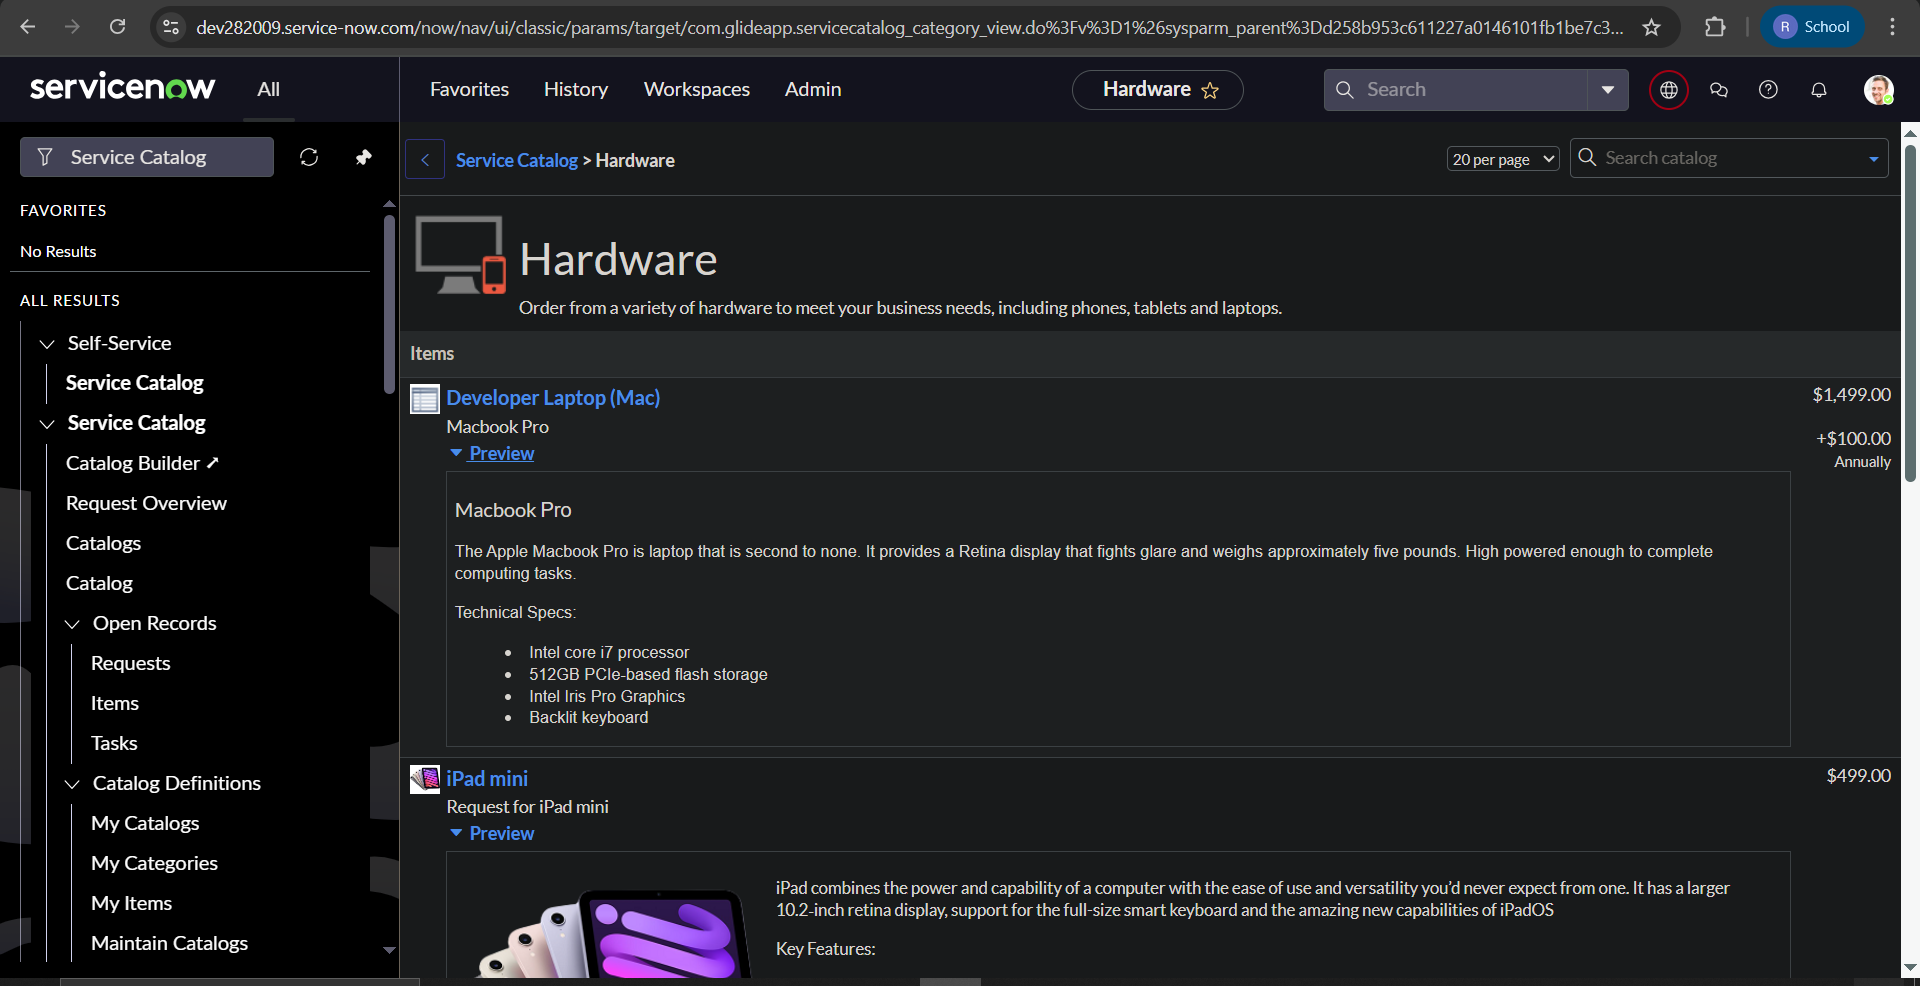 dev282009.service-now.com/now/nav/ui/classic/params/target/com.glideapp.servicecatalog_category_view.do%3Fv%3D1%26sysparm_parent%3Dd258b953c611227a0146101fb1be7c3...
R School
servicenow
All
Favorites
History
Workspaces
Admin
Hardware
Search
Service Catalog
FAVORITES
No Results
ALL RESULTS
Self-Service
Service Catalog
Service Catalog
Catalog Builder
Request Overview
Catalogs
Catalog
Open Records
Requests
Items
Tasks
Catalog Definitions
My Catalogs
My Categories
My Items
Maintain Catalogs
Service Catalog > Hardware
20 per page
Search catalog
Hardware
Order from a variety of hardware to meet your business needs, including phones, tablets and laptops.
Items
Developer Laptop (Mac)
$1,499.00
Macbook Pro
+$100.00
Preview
Annually
Macbook Pro
The Apple Macbook Pro is laptop that is second to none. It provides a Retina display that fights glare and weighs approximately five pounds. High powered enough to complete
computing tasks.
Technical Specs:
• Intel core i7 processor
• 512GB PCIe-based flash storage
• Intel Iris Pro Graphics
• Backlit keyboard
iPad mini
$499.00
Request for iPad mini
Preview
iPad combines the power and capability of a computer with the ease of use and versatility you'd never expect from one. It has a larger
10.2-inch retina display, support for the full-size smart keyboard and the amazing new capabilities of iPadOS
Key Features: